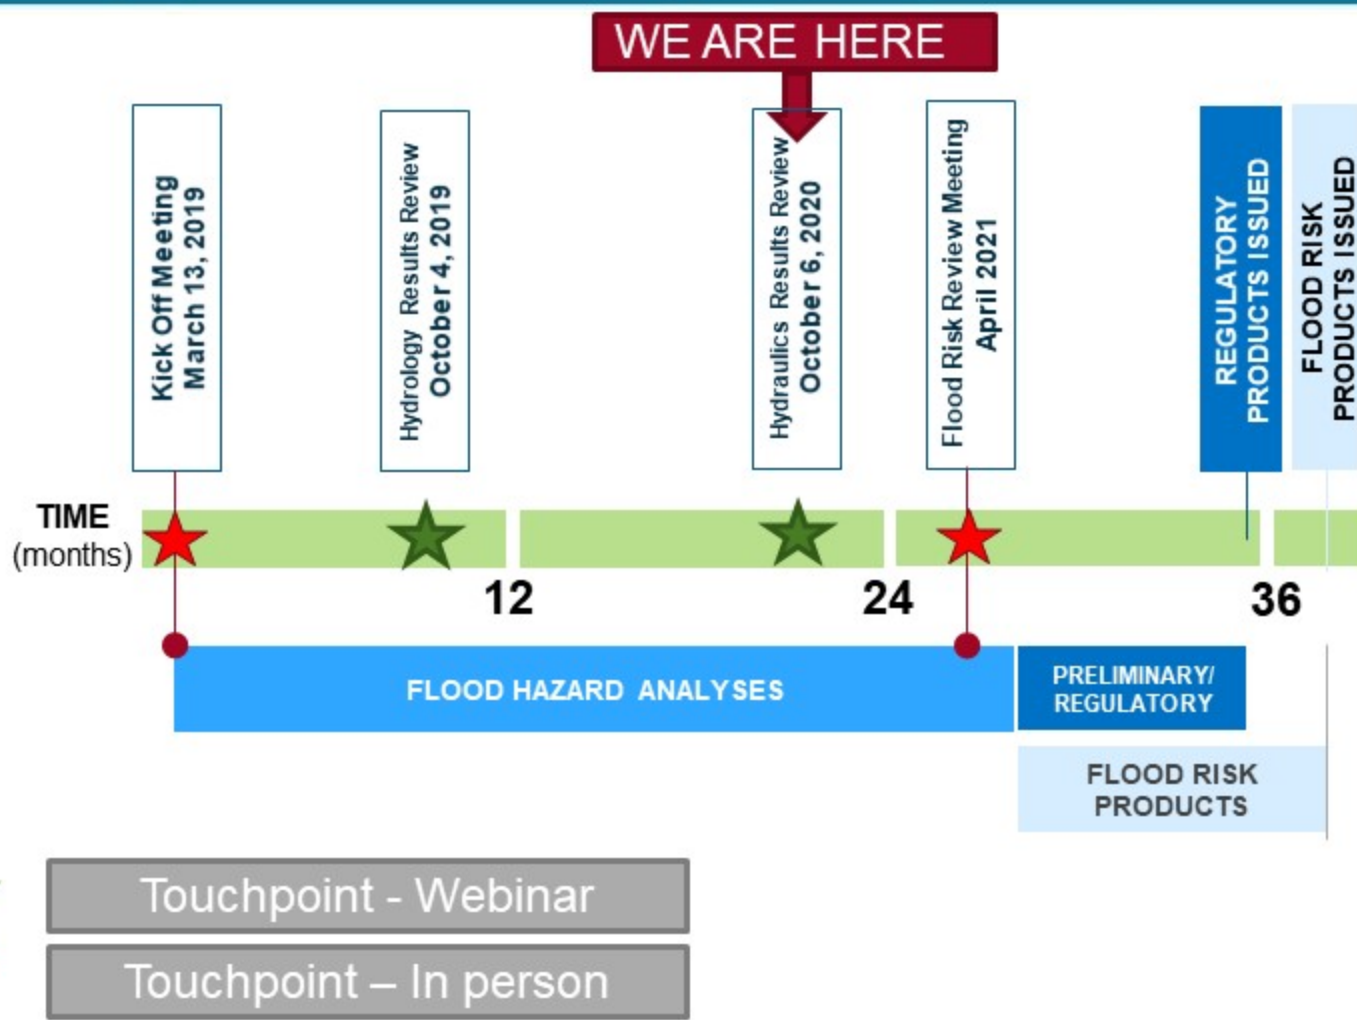 WE ARE HERE
Kick Off Meeting
March 13, 2019
Hydrology Results Review
October 4, 2019
Hydraulics Results Review
October 6, 2020
Flood Risk Review Meeting
April 2021
REGULATORY
PRODUCTS ISSUED
FLOOD RISK
PRODUCTS ISSUED
TIME
(months)
12
24
36
FLOOD HAZARD ANALYSES
PRELIMINARY/
REGULATORY
FLOOD RISK
PRODUCTS
Touchpoint - Webinar
Touchpoint – In person